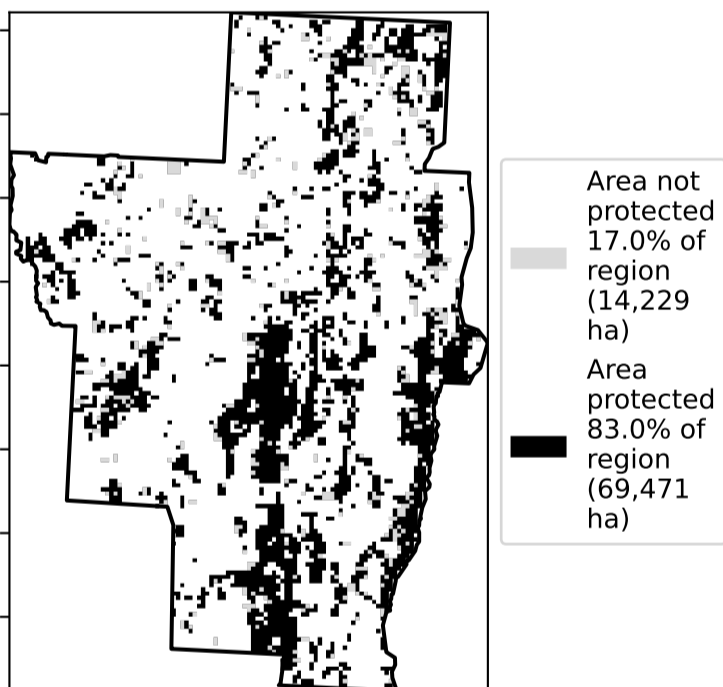 Area not
protected
17.0% of
region
(14,229
ha)
Area
protected
83.0% of
region
(69,471
ha)